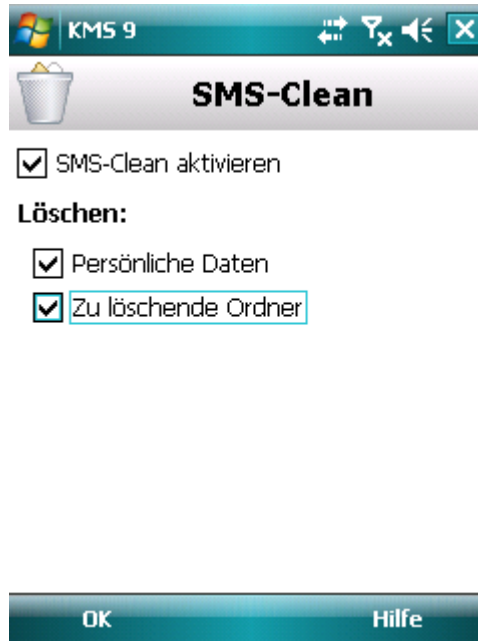 KMS 9
SMS-Clean
SMS-Clean aktivieren
Löschen:
Persönliche Daten
Zu löschende Ordner
OK Hilfe